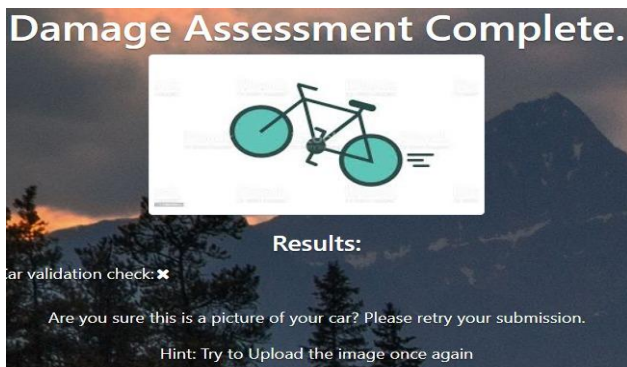 Damage Assessment Complete.
Results:
ar validation check:✖
Are you sure this is a picture of your car? Please retry your submission.
Hint: Try to Upload the image once again